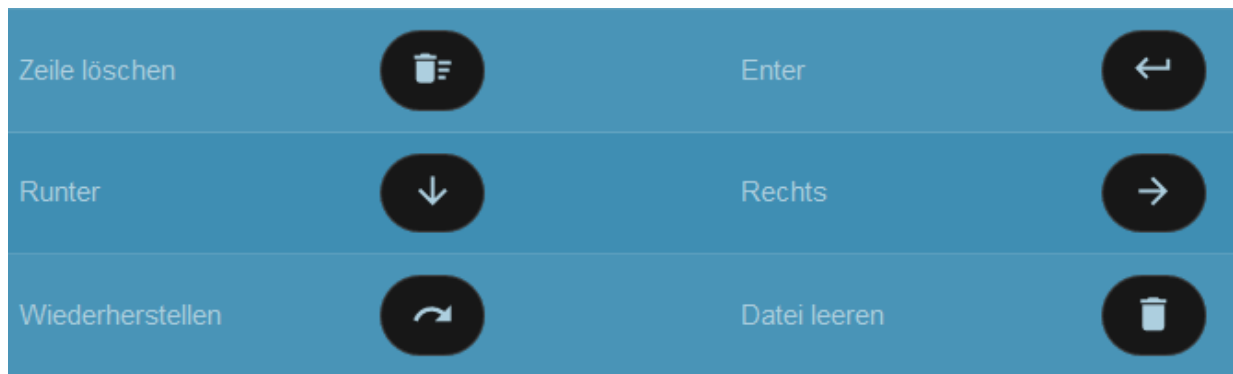 Zeile löschen
Enter
Runter
Rechts
Wiederherstellen
Datei leeren